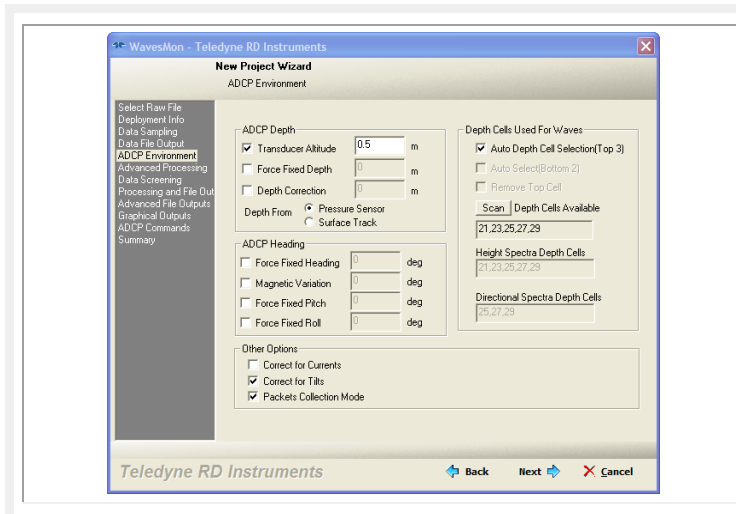 WavesMon - Teledyne RD Instruments
New Project Wizard
ADCP Environment
Select Raw File
Deployment Info
Data Sampling
Data File Output
ADCP Environment
Advanced Processing
Data Screening
Processing and File Out
Advanced File Outputs
Graphical Outputs
ADCP Commands
Summary
ADCP Depth
Transducer Altitude 0.5 m
Force Fixed Depth 0 m
Depth Correction 0 m
Depth From Pressure Sensor
Surface Track
ADCP Heading
Force Fixed Heading 0 deg
Magnetic Variation 0 deg
Force Fixed Pitch 0 deg
Force Fixed Roll 0 deg
Depth Cells Used For Waves
Auto Depth Cell Selection(Top 3)
Auto Select(Bottom 2)
Remove Top Cell
Scan Depth Cells Available
21,23,25,27,29
Height Spectra Depth Cells
21,23,25,27,29
Directional Spectra Depth Cells
25,27,29
Other Options
Correct for Currents
Correct for Tilts
Packets Collection Mode
Teledyne RD Instruments
Back Next Cancel